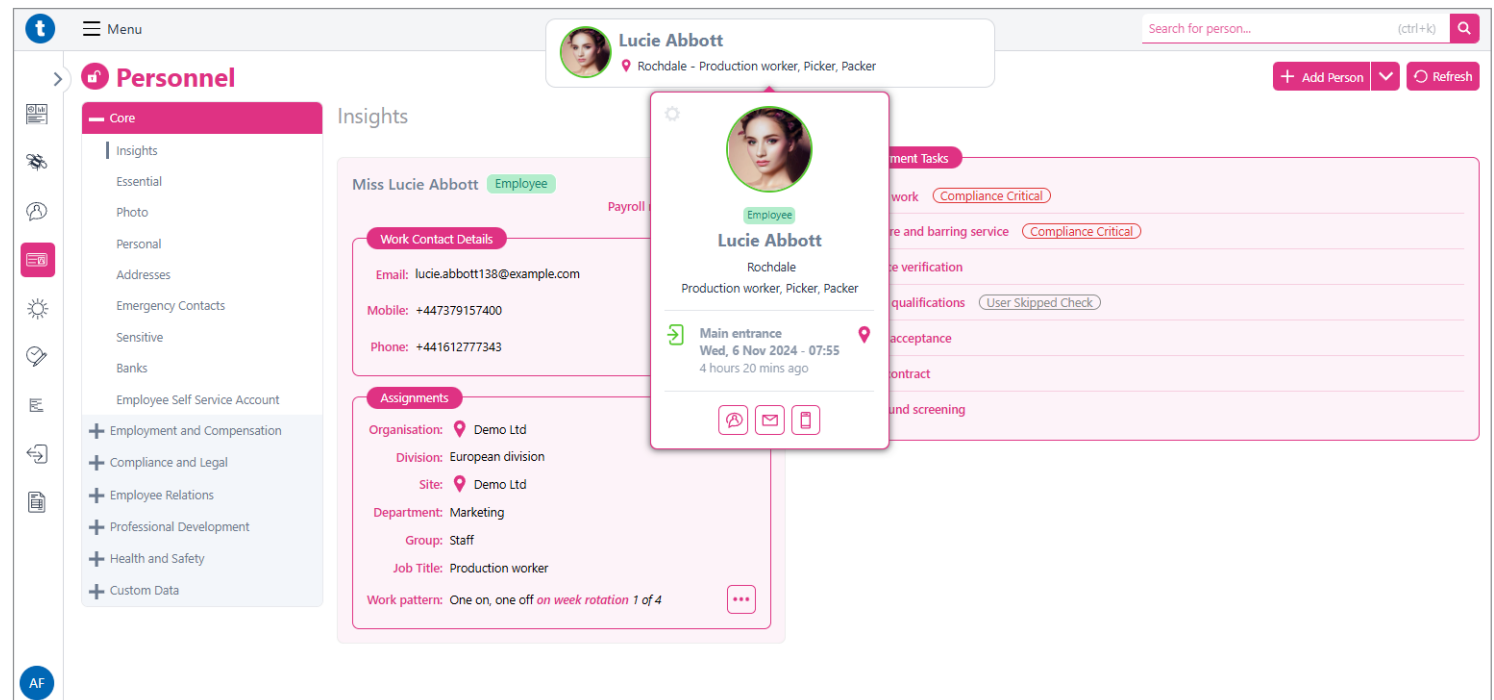 t
Menu
Lucie Abbott
Rochdale - Production worker, Picker, Packer
Search for person...
(ctrl+k)
Personnel
Add Person
Refresh
Core
Insights
Essential
Photo
Personal
Addresses
Emergency Contacts
Sensitive
Banks
Employee Self Service Account
Employment and Compensation
Compliance and Legal
Employee Relations
Professional Development
Health and Safety
Custom Data
AF
Insights
Miss Lucie Abbott Employee
Payroll
Work Contact Details
Email: lucie.abbott138@example.com
Mobile: +447379157400
Phone: +441612777343
Assignments
Organisation: Demo Ltd
Division: European division
Site: Demo Ltd
Department: Marketing
Group: Staff
Job Title: Production worker
Work pattern: One on, one off on week rotation 1 of 4
Employee
Lucie Abbott
Rochdale
Production worker, Picker, Packer
Main entrance
Wed, 6 Nov 2024 - 07:55
4 hours 20 mins ago
Tasks
work Compliance Critical
and barring service Compliance Critical
verification
qualifications User Skipped Check
acceptance
screening